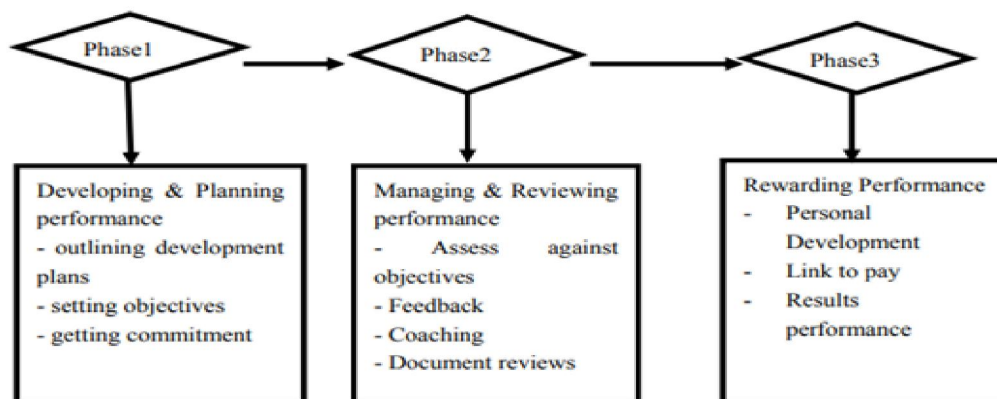 Phase1
Phase2
Phase3
Developing & Planning
performance
- outlining development
plans
- setting objectives
- getting commitment
Managing & Reviewing
performance
- Assess against
objectives
- Feedback
- Coaching
- Document reviews
Rewarding Performance
- Personal
Development
- Link to pay
- Results
performance